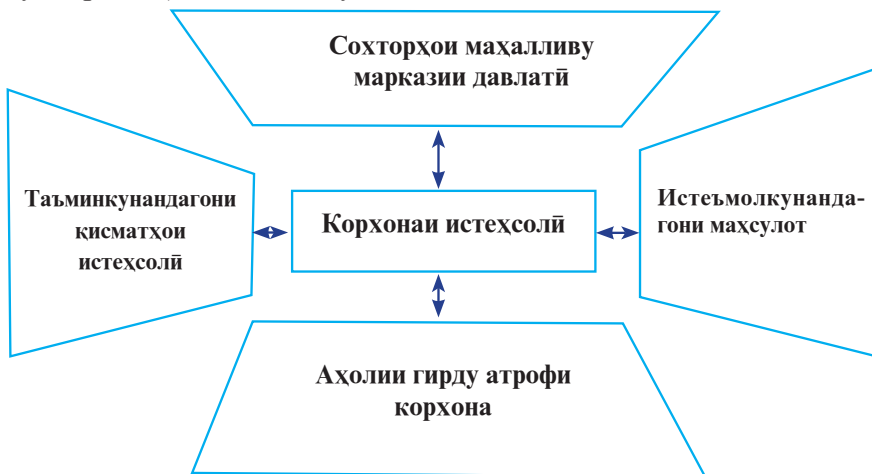 Сохторҳои маҳалливу
марказии давлатӣ
Таъминкунандагони
қисматҳои
истеҳсолӣ
Корхонаи истеҳсолӣ
Истеъмолкунанда-
гони маҳсулот
Аҳолии гирду атрофи
корхона